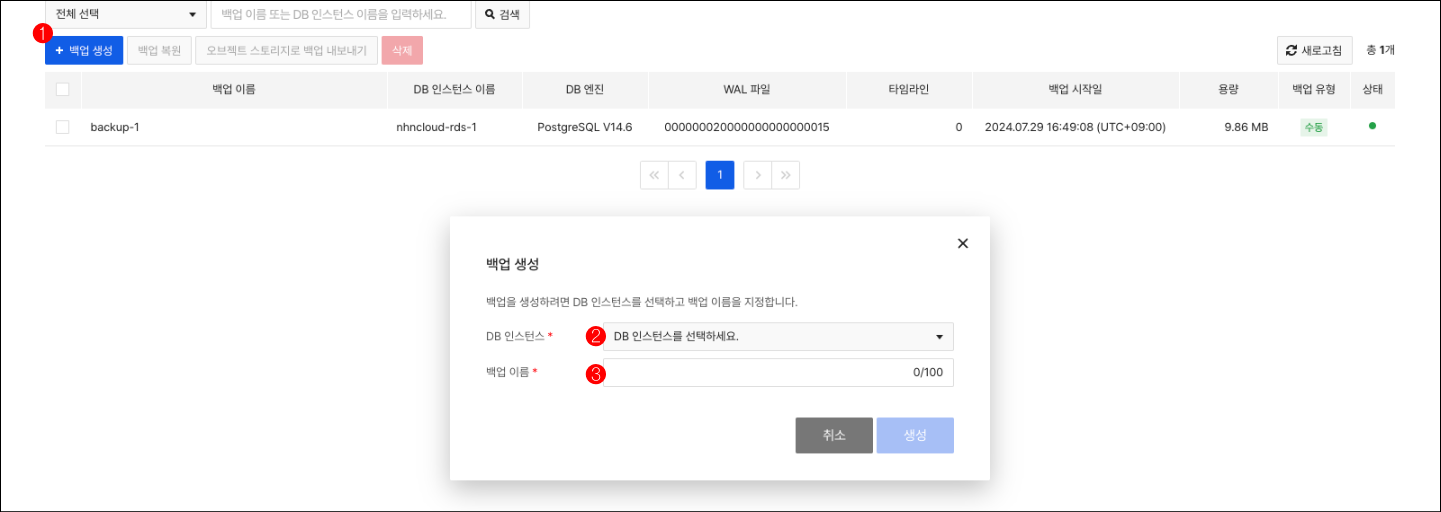 전체 선택
백업 이름 또는 DB 인스턴스 이름을 입력하세요.
검색
1
+ 백업 생성
백업 복원
오브젝트 스토리지로 백업 내보내기
삭제
새로고침
총 1개
백업 이름
DB 인스턴스 이름
DB 엔진
WAL 파일
타임라인
백업 시작일
용량
백업 유형
상태
backup-1
nhncloud-rds-1
PostgreSQL V14.6
000000020000000000000015
0
2024.07.29 16:49:08 (UTC+09:00)
9.86 MB
수동
1
백업 생성
백업을 생성하려면 DB 인스턴스를 선택하고 백업 이름을 지정합니다.
DB 인스턴스 *
2
DB 인스턴스를 선택하세요.
백업 이름 *
3
0/100
취소
생성